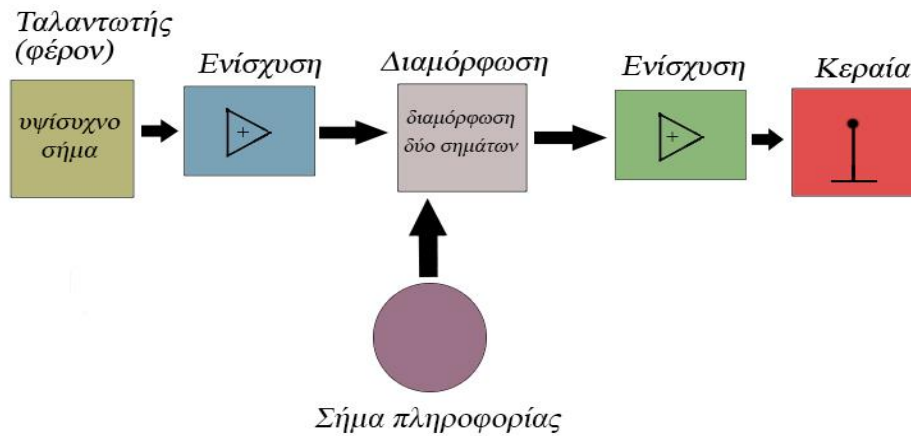 Ταλαντωτής
(φέρον)
Ενίσχυση
Διαμόρφωση
Ενίσχυση
Κεραία
υψίσυχνο
σήμα
+
διαμόρφωση
δύο σημάτων
+
Σήμα πληροφορίας